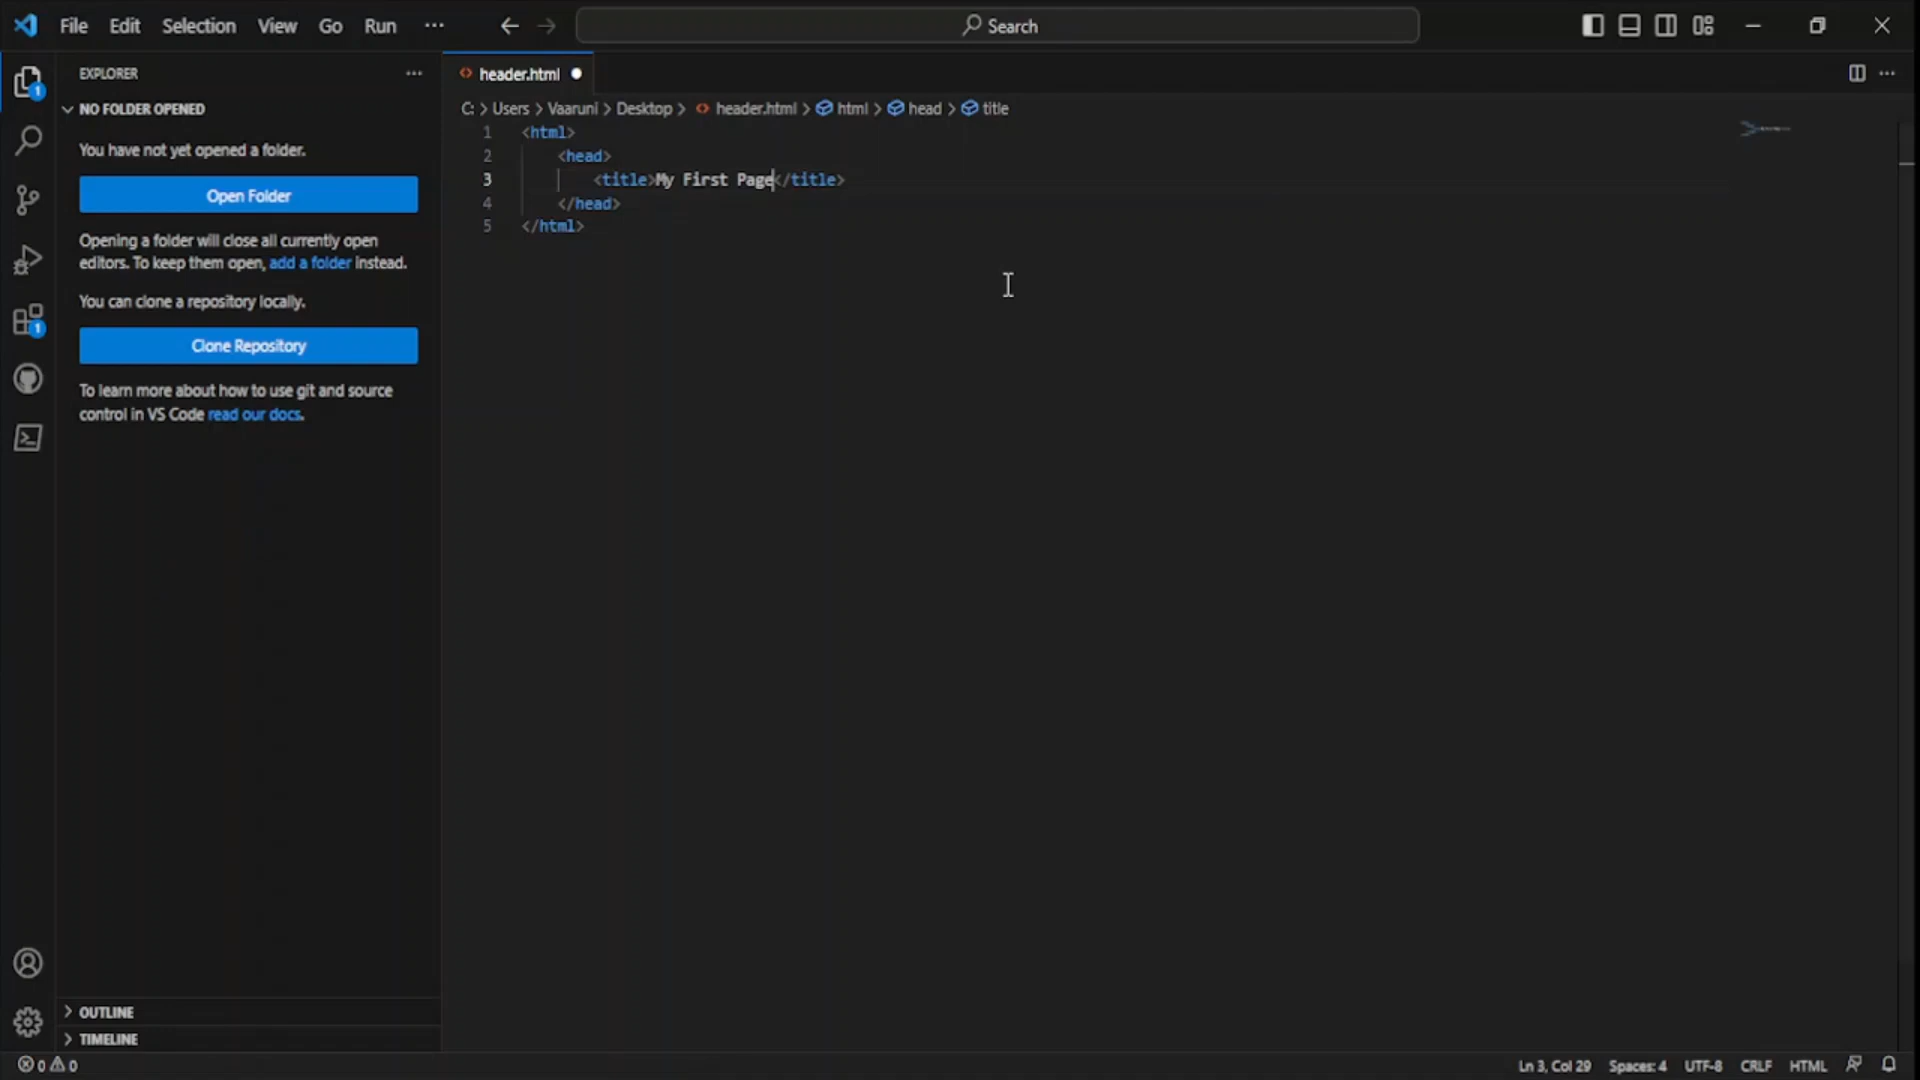 File Edit Selection View Go Run ···
Search
EXPLORER ···
header.html
C: > Users > Vaaruni > Desktop > header.html > html > head > title
NO FOLDER OPENED
You have not yet opened a folder.
Open Folder
Opening a folder will close all currently open
editors. To keep them open, add a folder instead.
You can clone a repository locally.
Clone Repository
To learn more about how to use git and source
control in VS Code read our docs.
1 <html>
2 <head>
3 <title>My First Page</title>
4 </head>
5 </html>
1
1
OUTLINE
TIMELINE
0 0
Ln 3, Col 29 Spaces: 4 UTF-8 CRLF HTML